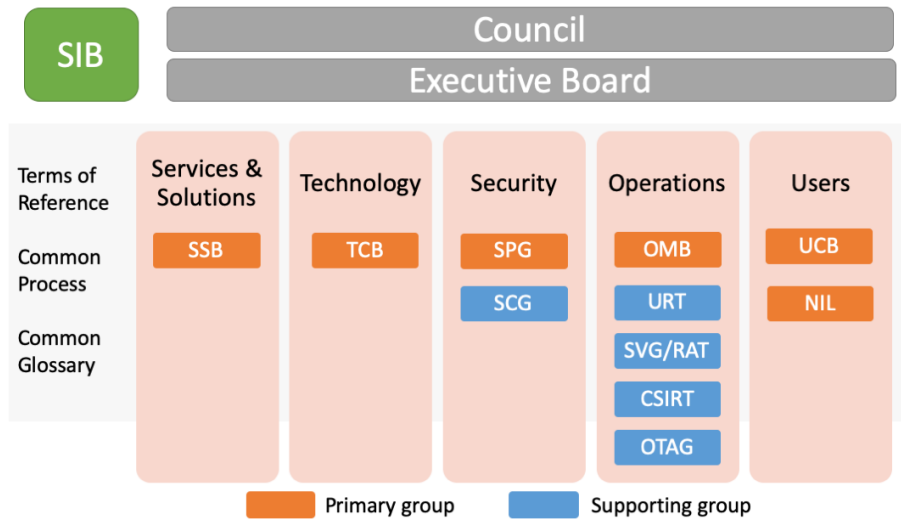 SIB
Council
Executive Board
Terms of
Reference
Common
Process
Common
Glossary
Services &
Solutions
SSB
Technology
TCB
Security
SPG
SCG
Operations
OMB
URT
SVG/RAT
CSIRT
OTAG
Users
UCB
NIL
Primary group
Supporting group